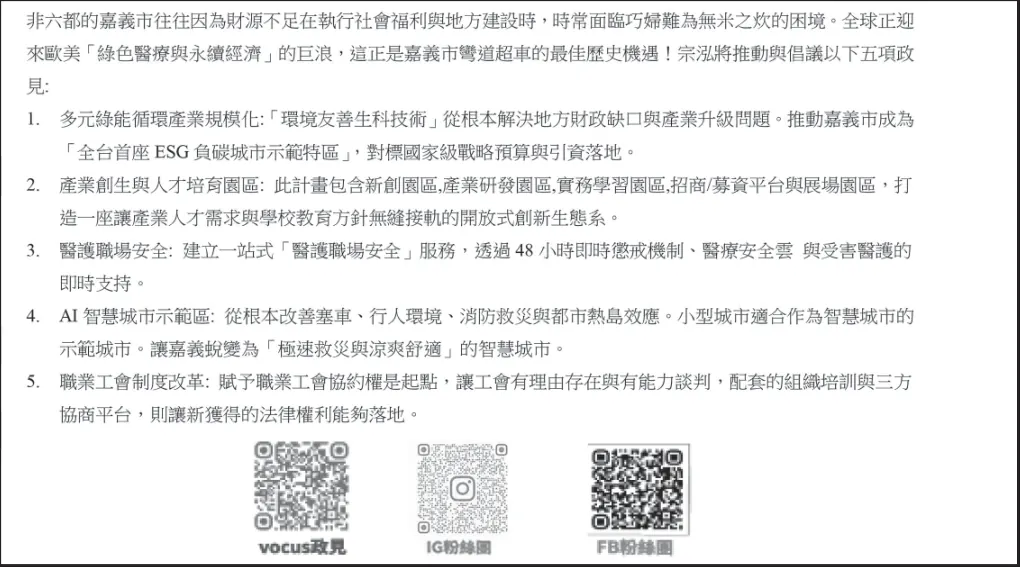 非六都的嘉義市往往因為財源不足在執行社會福利與地方建設時，時常面臨巧婦難為無米之炊的困境。全球正迎
來歐美「綠色醫療與永續經濟」的巨浪，這正是嘉義市彎道超車的最佳歷史機遇！宗泓將推動與倡議以下五項政
見:
1. 多元綠能循環產業規模化:「環境友善生科技術」從根本解決地方財政缺口與產業升級問題。推動嘉義市成為
「全台首座 ESG 負碳城市示範特區」，對標國家級戰略預算與引資落地。
2. 產業創生與人才培育園區: 此計畫包含新創園區,產業研發園區,實務學習園區,招商/募資平台與展場園區，打
造一座讓產業人才需求與學校教育方針無縫接軌的開放式創新生態系。
3. 醫護職場安全: 建立一站式「醫護職場安全」服務，透過 48 小時即時懲戒機制、醫療安全雲 與受害醫護的
即時支持。
4. AI 智慧城市示範區: 從根本改善塞車、行人環境、消防救災與都市熱島效應。小型城市適合作為智慧城市的
示範城市。讓嘉義蛻變為「極速救災與涼爽舒適」的智慧城市。
5. 職業工會制度改革: 賦予職業工會協約權是起點，讓工會有理由存在與有能力談判，配套的組織培訓與三方
協商平台，則讓新獲得的法律權利能夠落地。
vocus政見
IG粉絲團
FB粉絲團